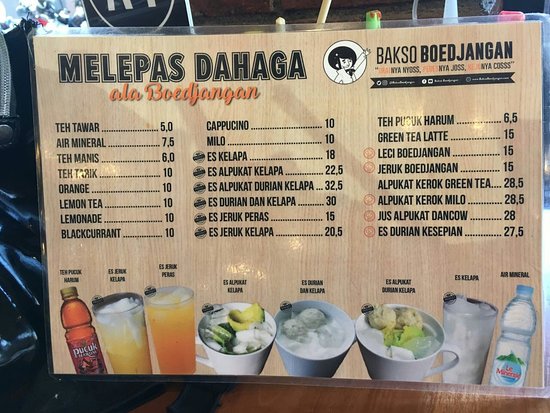 MELEPAS DAHAGA
ala Boedjangan
BAKSO BOEDJANGAN
TEH TAWAR 5,0
AIR MINERAL 7,5
TEH MANIS 6,0
TEH TARIK 10
ORANGE 10
LEMON TEA 10
LEMONADE 10
BLACKCURRANT 10
CAPPUCINO 10
MILO 10
ES KELAPA 18
ES ALPUKAT KELAPA 22,5
ES ALPUKAT DURIAN KELAPA 32,5
ES DURIAN DAN KELAPA 30
ES JERUK PERAS 15
ES JERUK KELAPA 20,5
TEH PUCUK HARUM 6,5
GREEN TEA LATTE 15
LECI BOEDJANGAN 15
JERUK BOEDJANGAN 15
ALPUKAT KEROK GREEN TEA 28,5
ALPUKAT KEROK MILO 28,5
JUS ALPUKAT DANCOW 28
ES DURIAN KESEPIAN 27,5
TEH PUCUK
HARUM
ES JERUK
KELAPA
ES JERUK
PERAS
ES ALPUKAT
KELAPA
ES DURIAN
DAN KELAPA
ES ALPUKAT
DURIAN KELAPA
ES KELAPA
AIR MINERAL
PUCUK
Le Minerale